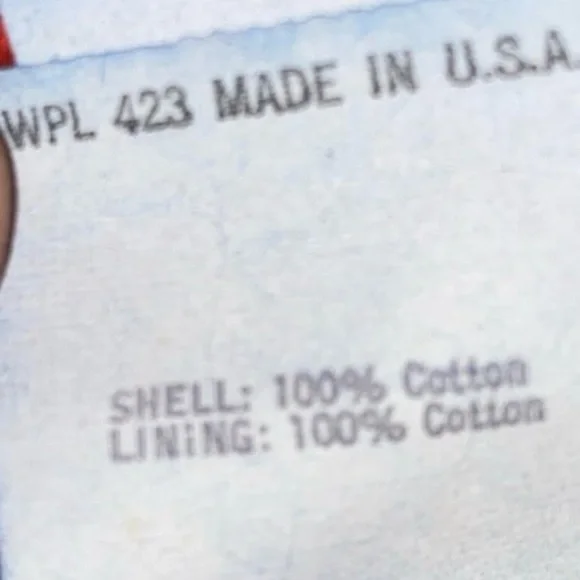 WPL 423 MADE IN U.S.A.
SHELL: 100% Cotton
LINING: 100% Cotton